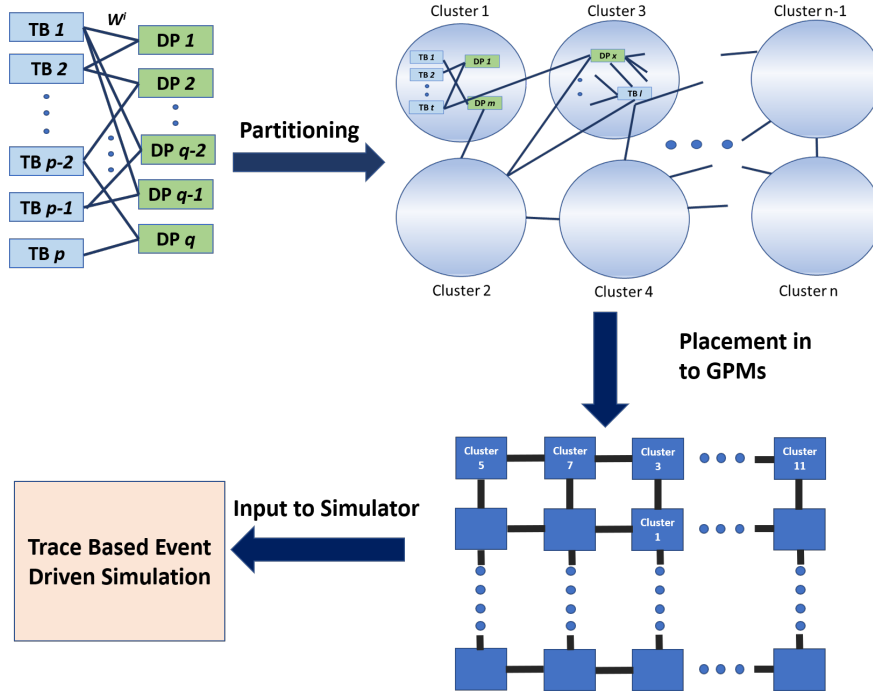 W^i
TB 1
TB 2
TB p-2
TB p-1
TB p
DP 1
DP 2
DP q-2
DP q-1
DP q
Partitioning
Cluster 1
Cluster 3
Cluster n-1
TB 1
TB 2
TB t
DP 1
DP m
DP x
TB l
Cluster 2
Cluster 4
Cluster n
Placement in
to GPMs
Cluster
5
Cluster
7
Cluster
3
Cluster
11
Cluster
1
Input to Simulator
Trace Based Event
Driven Simulation